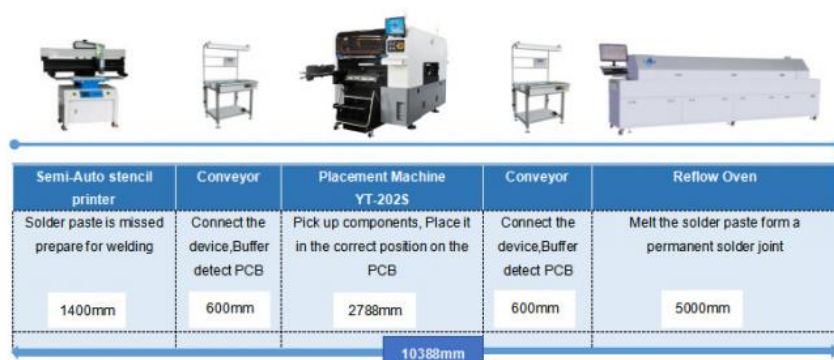 Semi-Auto stencil
printer
Conveyor
Placement Machine
YT-202S
Conveyor
Reflow Oven
Solder paste is missed
prepare for welding
Connect the
device,Buffer
detect PCB
Pick up components, Place it
in the correct position on the
PCB
Connect the
device,Buffer
detect PCB
Melt the solder paste form a
permanent solder joint
1400mm
600mm
2788mm
600mm
5000mm
10388mm